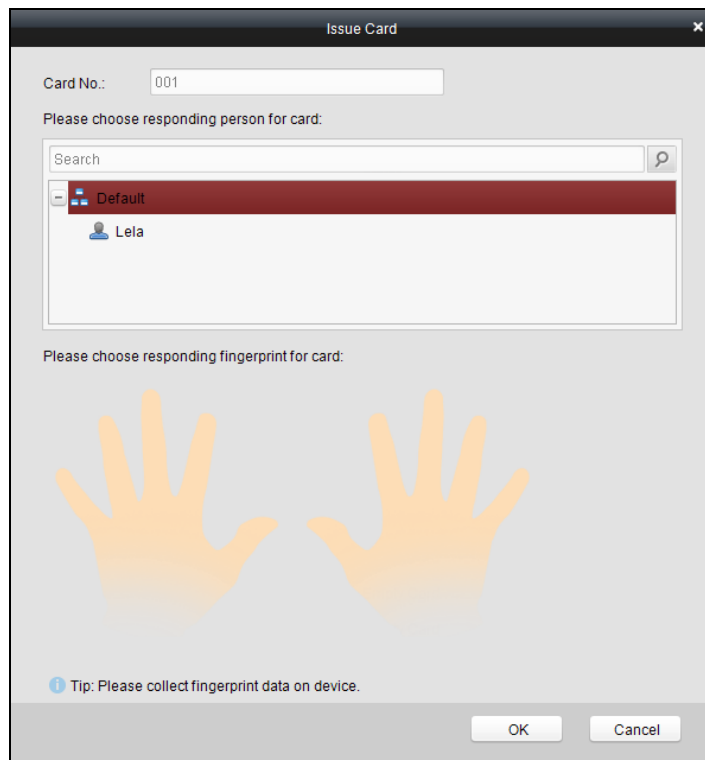 Issue Card
Card No.: 001
Please choose responding person for card:
Search
Default
Lela
Please choose responding fingerprint for card:
Tip: Please collect fingerprint data on device.
OK Cancel